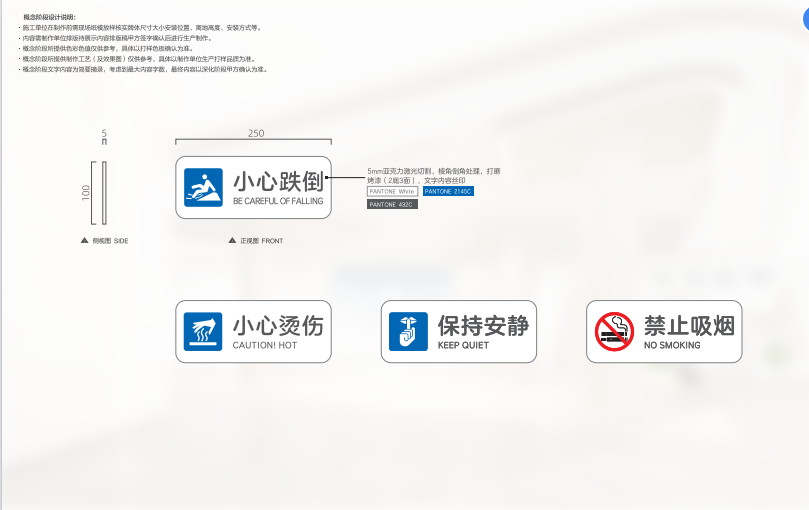 概念阶段设计说明：
· 施工单位在制作前需现场纸模放样核实牌体尺寸大小安装位置、离地高度、安装方式等。
· 内容需制作单位排版待展示内容排版稿甲方签字确认后进行生产制作。
· 概念阶段所提供色彩色值仅供参考，具体以打样色板确认为准。
· 概念阶段所提供制作工艺（及效果图）仅供参考，具体以制作单位生产打样品质为准。
· 概念阶段文字内容为简要摘录，考虑到最大内容字数，最终内容以深化阶段甲方确认为准。
5
250
100
小心跌倒
BE CAREFUL OF FALLING
5mm亚克力激光切割，棱角倒角处理，打磨
烤漆（2底3面），文字内容丝印
PANTONE White
PANTONE 2145C
PANTONE 432C
侧视图 SIDE
正视图 FRONT
小心烫伤
CAUTION! HOT
保持安静
KEEP QUIET
禁止吸烟
NO SMOKING